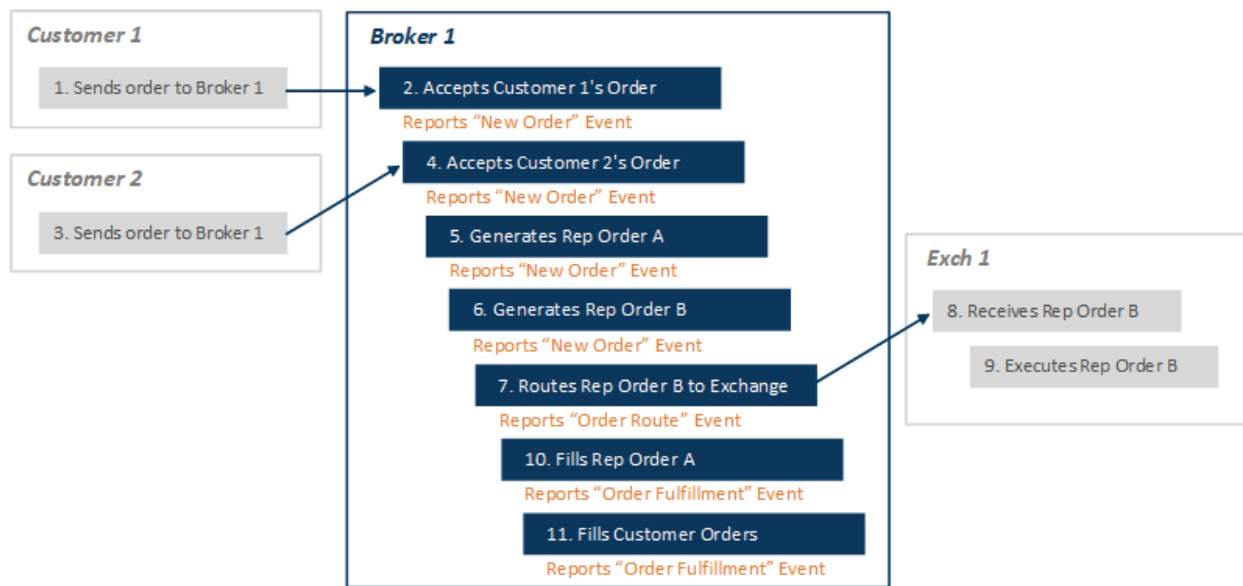 Customer 1
1. Sends order to Broker 1
Customer 2
3. Sends order to Broker 1
Broker 1
2. Accepts Customer 1's Order
Reports “New Order” Event
4. Accepts Customer 2's Order
Reports “New Order” Event
5. Generates Rep Order A
Reports “New Order” Event
6. Generates Rep Order B
Reports “New Order” Event
7. Routes Rep Order B to Exchange
Reports “Order Route” Event
10. Fills Rep Order A
Reports “Order Fulfillment” Event
11. Fills Customer Orders
Reports “Order Fulfillment” Event
Exch 1
8. Receives Rep Order B
9. Executes Rep Order B